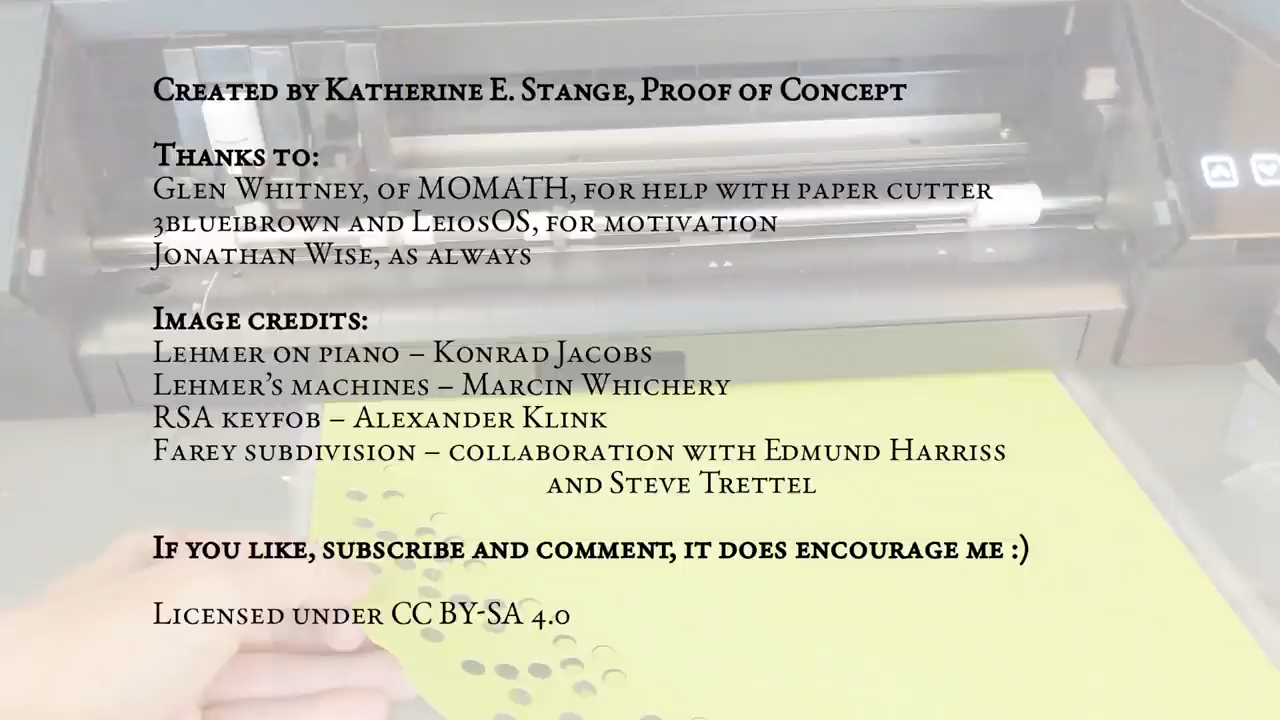 Created by Katherine E. Stange, Proof of Concept
Thanks to:
Glen Whitney, of MOMATH, for help with paper cutter
3blue1brown and LeiosOS, for motivation
Jonathan Wise, as always
Image credits:
Lehmer on piano – Konrad Jacobs
Lehmer's machines – Marcin Whichery
RSA keyfob – Alexander Klink
Farey subdivision – collaboration with Edmund Harriss
and Steve Trettel
If you like, subscribe and comment, it does encourage me :)
Licensed under CC BY-SA 4.0